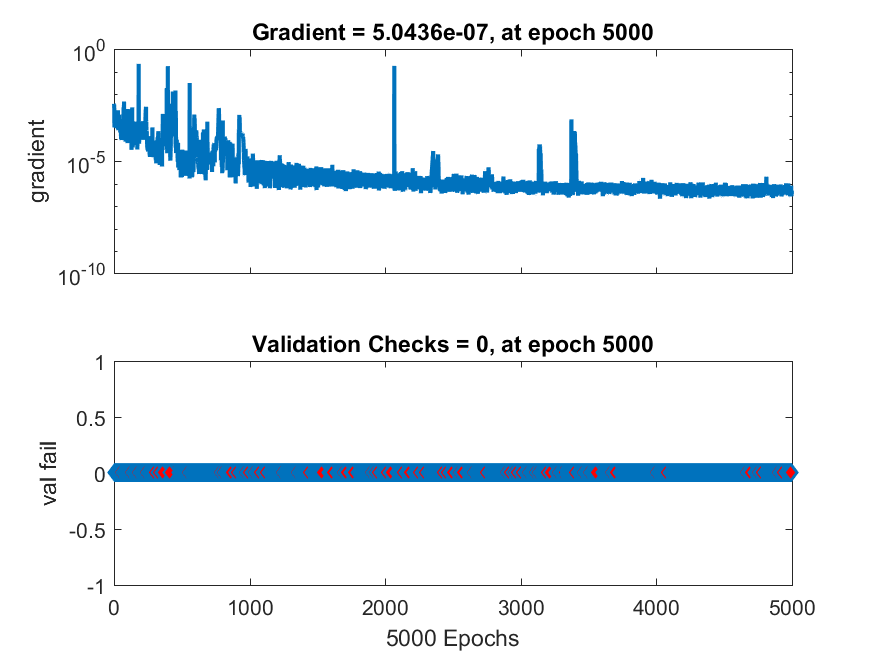 Gradient = 5.0436e-07, at epoch 5000
10^0
10^-5
10^-10
gradient
Validation Checks = 0, at epoch 5000
1
0.5
0
-0.5
-1
val fail
0 1000 2000 3000 4000 5000
5000 Epochs